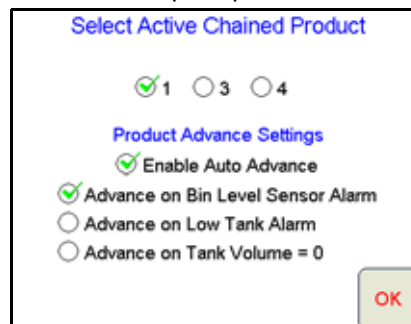 Select Active Chained Product
1 3 4
Product Advance Settings
Enable Auto Advance
Advance on Bin Level Sensor Alarm
Advance on Low Tank Alarm
Advance on Tank Volume = 0
OK